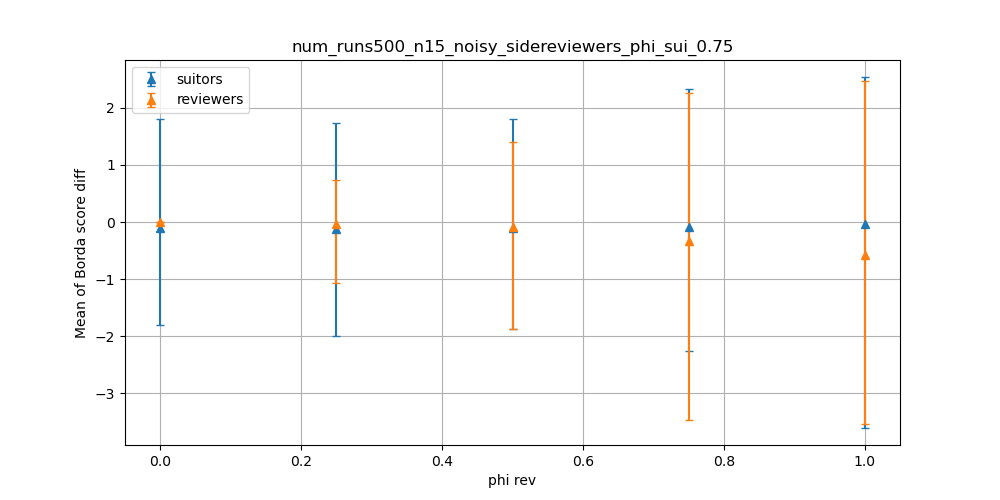 num_runs500_n15_noisy_sidereviewers_phi_sui_0.75
suitors
reviewers
Mean of Borda score diff
2
1
0
−1
−2
−3
0.0
0.2
0.4
0.6
0.8
1.0
phi rev